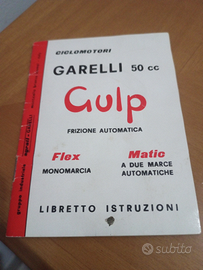 CICLOMOTORI
GARELLI 50 cc
Gulp
FRIZIONE AUTOMATICA
Flex
MONOMARCIA
Matic
A DUE MARCE
AUTOMATICHE
LIBRETTO ISTRUZIONI
subito